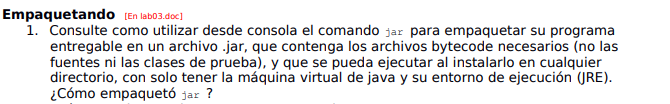 Empaquetando [En lab03.doc]
1. Consulte como utilizar desde consola el comando jar para empaquetar su programa
entregable en un archivo .jar, que contenga los archivos bytecode necesarios (no las
fuentes ni las clases de prueba), y que se pueda ejecutar al instalarlo en cualquier
directorio, con solo tener la máquina virtual de java y su entorno de ejecución (JRE).
¿Cómo empaquetó jar ?